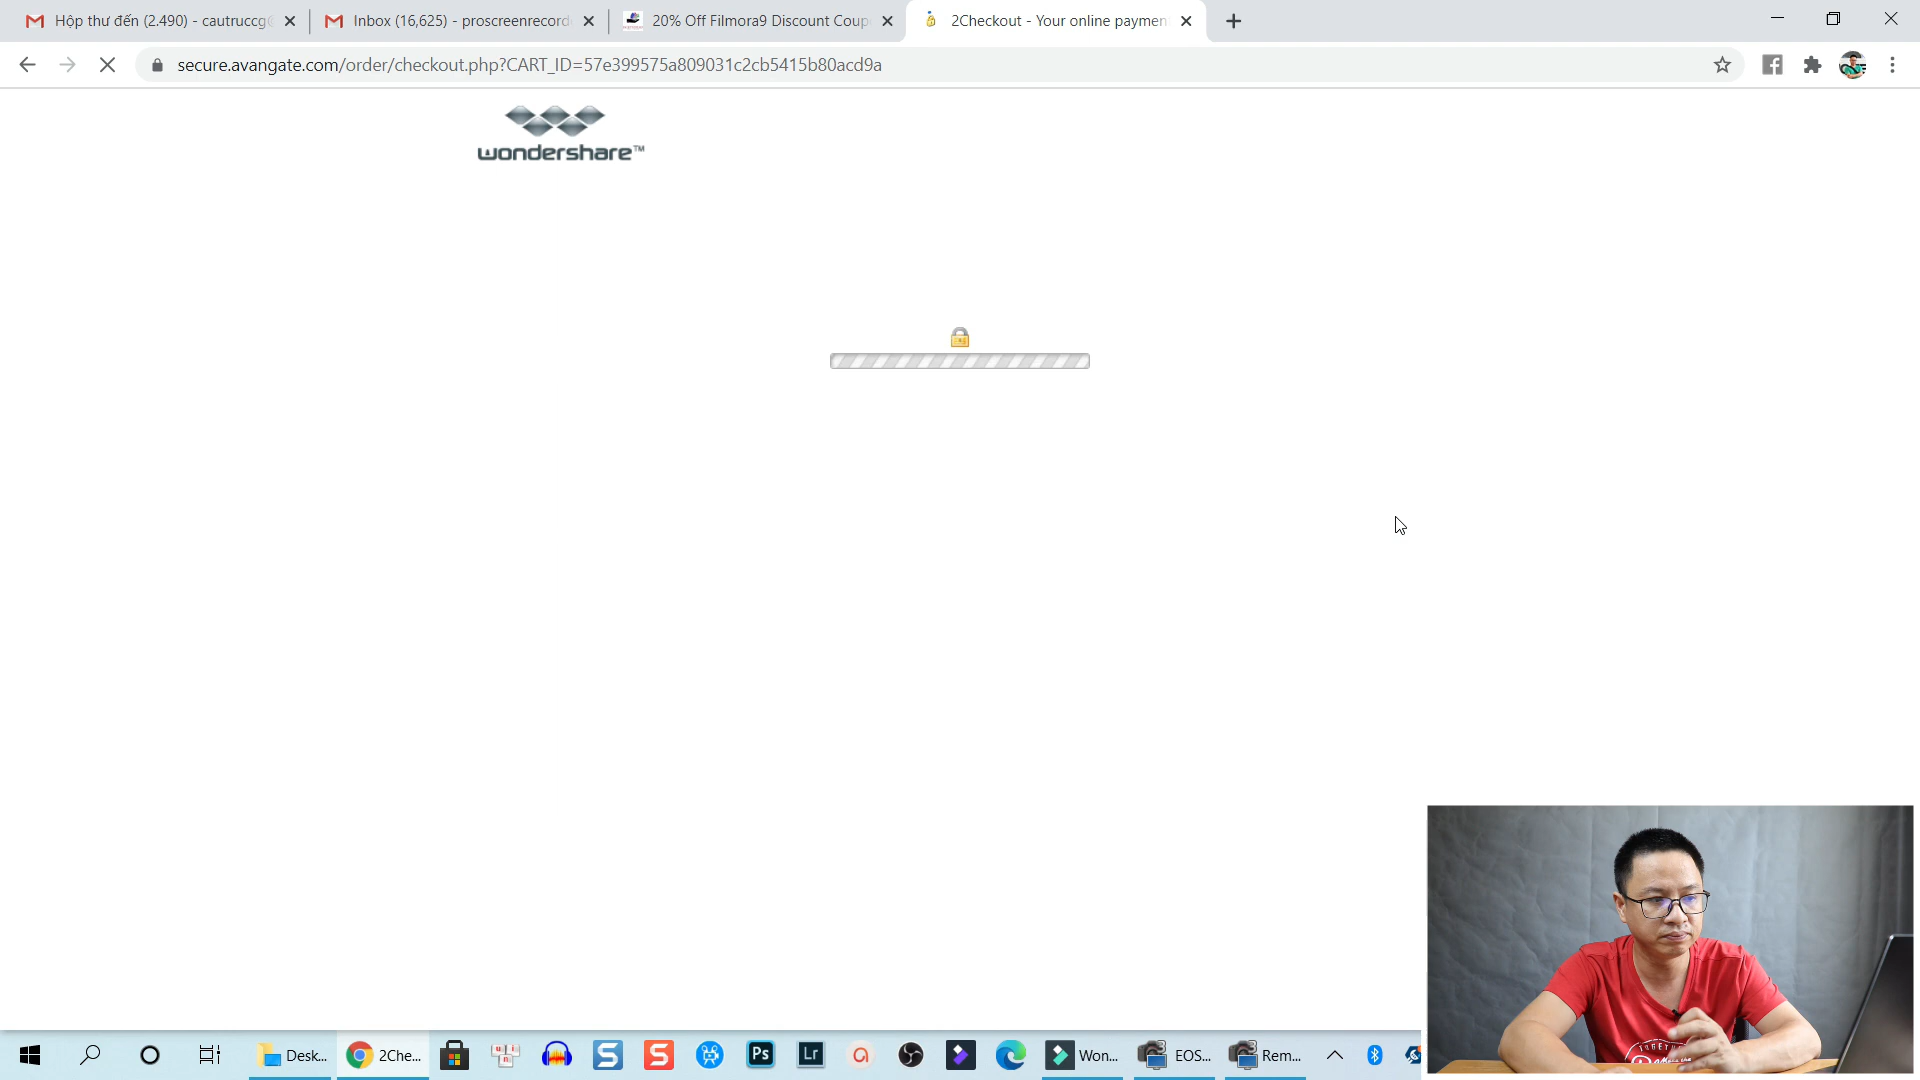 Hộp thư đến (2.490) - cautruccg
Inbox (16,625) - proscreenrecord
20% Off Filmora9 Discount Coup
2Checkout - Your online paymen
secure.avangate.com/order/checkout.php?CART_ID=57e399575a809031c2cb5415b80acd9a
wondershare™
Desk...
2Che...
Ps
Lr
Won...
EOS...
Rem...
TOGETHER